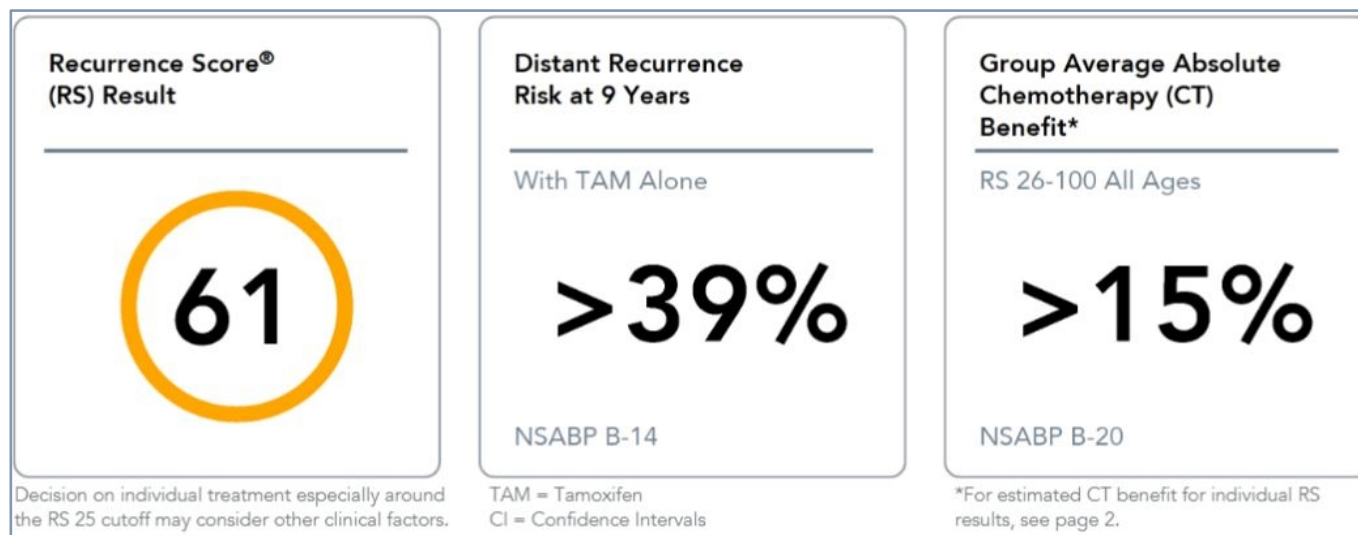 Recurrence Score®
(RS) Result
61
Decision on individual treatment especially around
the RS 25 cutoff may consider other clinical factors.
Distant Recurrence
Risk at 9 Years
With TAM Alone
>39%
NSABP B-14
TAM = Tamoxifen
CI = Confidence Intervals
Group Average Absolute
Chemotherapy (CT)
Benefit*
RS 26-100 All Ages
>15%
NSABP B-20
*For estimated CT benefit for individual RS
results, see page 2.